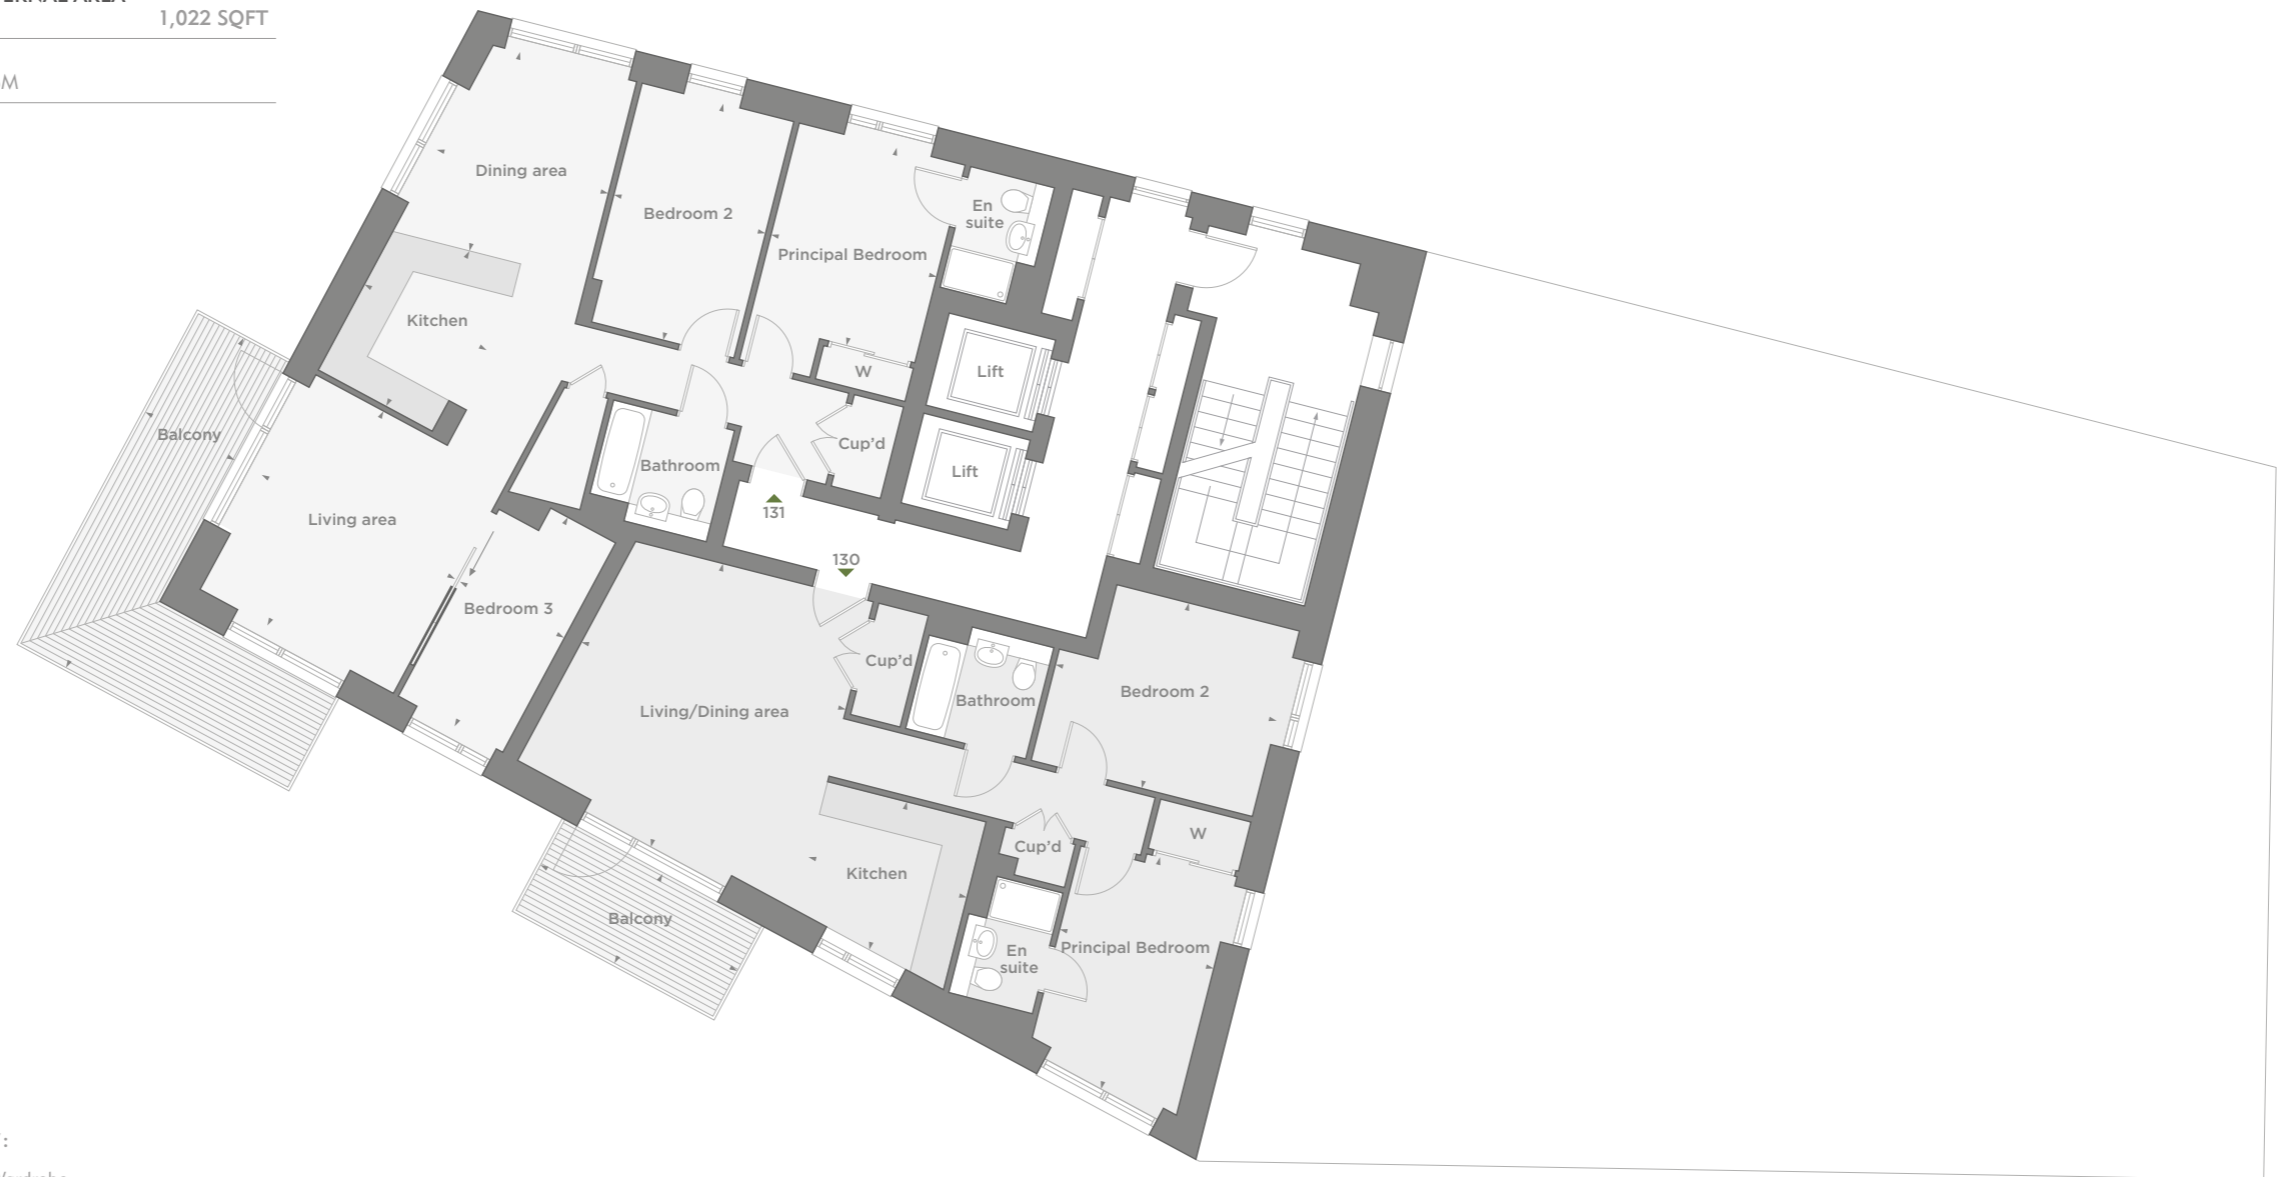 1,022 SQFT
M
Dining area
Bedroom 2
Principal Bedroom
En
suite
Kitchen
W
Lift
Balcony
Cup'd
Bathroom
Lift
Living area
131
130
Bedroom 3
Cup'd
Bathroom
Bedroom 2
Living/Dining area
W
Cup'd
Kitchen
Balcony
En
suite
Principal Bedroom
: